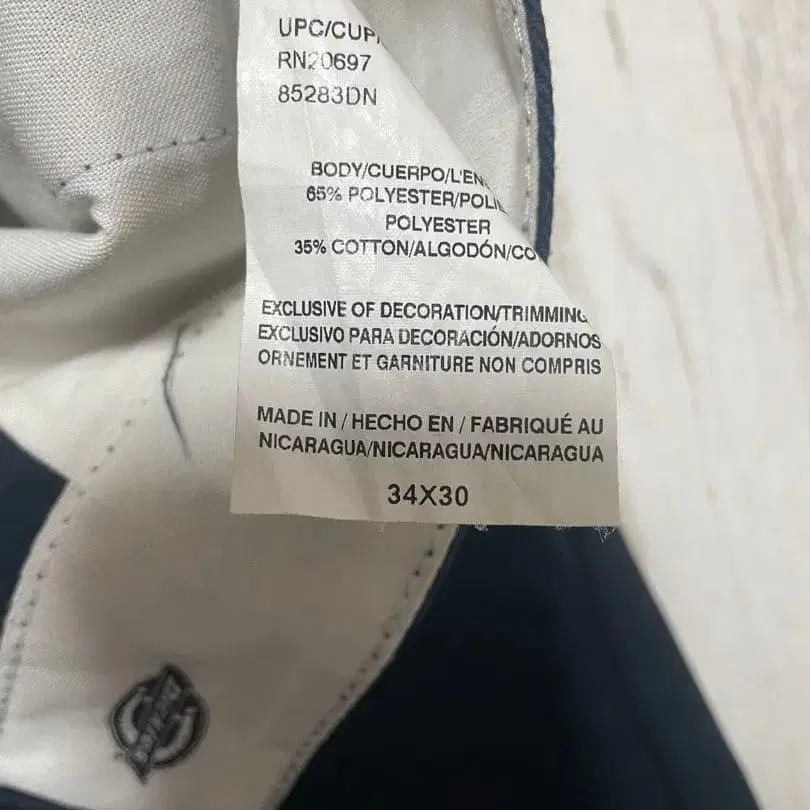 UPC/CUP/
RN20697
85283DN
BODY/CUERPO/L'EN
65% POLYESTER/POLI
POLYESTER
35% COTTON/ALGODÓN/CO
EXCLUSIVE OF DECORATION/TRIMMING
EXCLUSIVO PARA DECORACIÓN/ADORNOS
ORNEMENT ET GARNITURE NON COMPRIS
MADE IN / HECHO EN / FABRIQUÉ AU
NICARAGUA/NICARAGUA/NICARAGUA
34X30